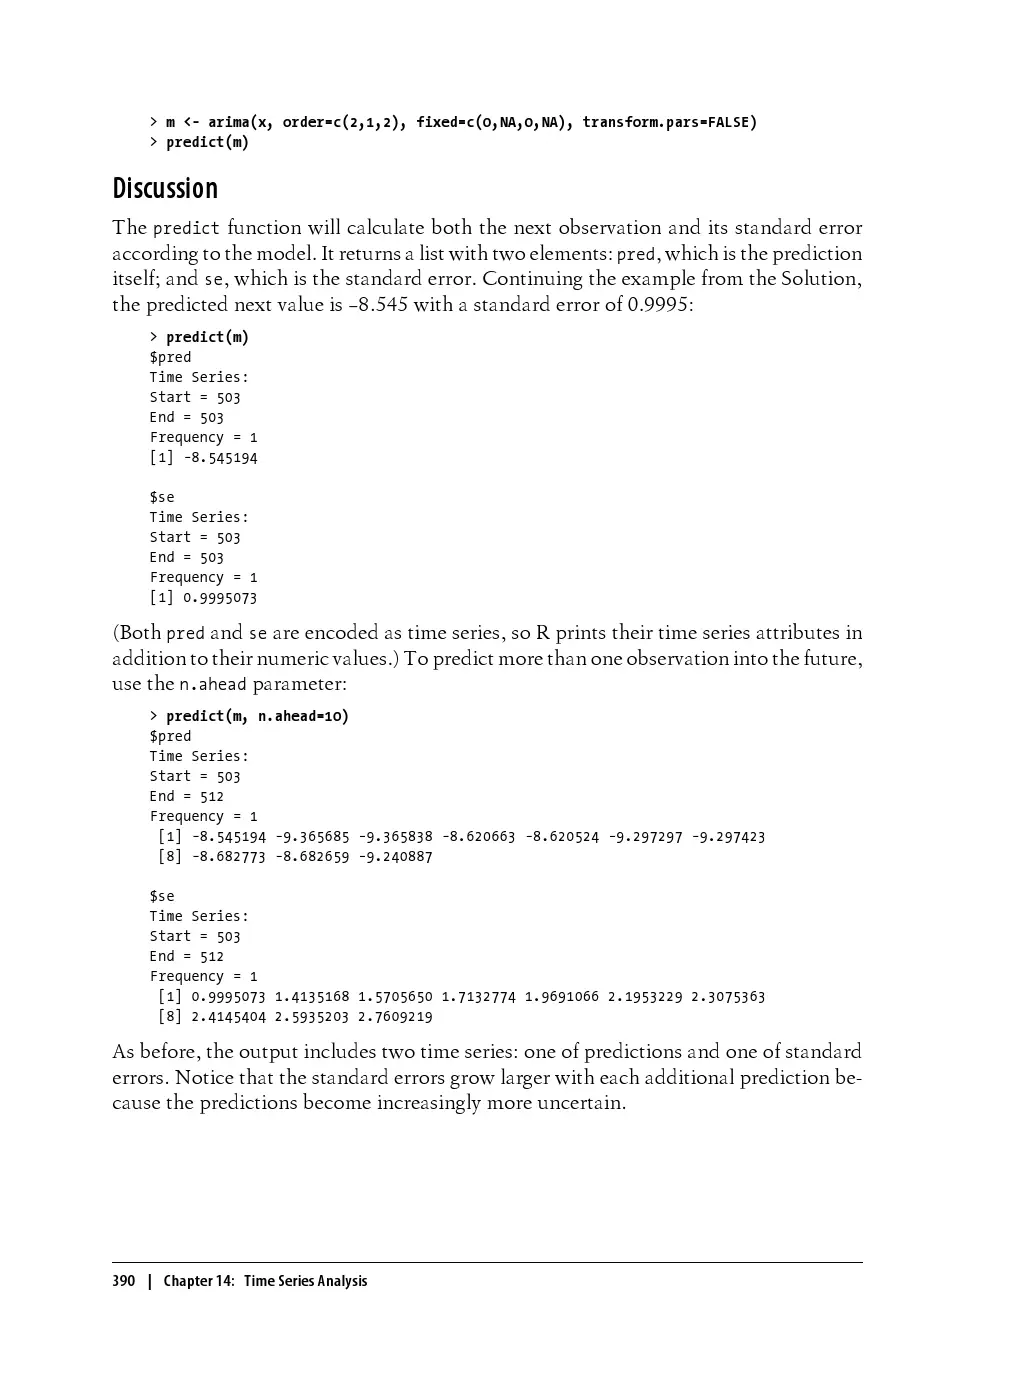 > m <- arima(x, order=c(2,1,2), fixed=c(0,NA,0,NA), transform.pars=FALSE)
> predict(m)
Discussion
The predict function will calculate both the next observation and its standard error
according to the model. It returns a list with two elements: pred, which is the prediction
itself; and se, which is the standard error. Continuing the example from the Solution,
the predicted next value is –8.545 with a standard error of 0.9995:
> predict(m)
$pred
Time Series:
Start = 503
End = 503
Frequency = 1
[1] -8.545194
$se
Time Series:
Start = 503
End = 503
Frequency = 1
[1] 0.9995073
(Both pred and se are encoded as time series, so R prints their time series attributes in
addition to their numeric values.) To predict more than one observation into the future,
use the n.ahead parameter:
> predict(m, n.ahead=10)
$pred
Time Series:
Start = 503
End = 512
Frequency = 1
[1] -8.545194 -9.365685 -9.365838 -8.620663 -8.620524 -9.297297 -9.297423
[8] -8.682773 -8.682659 -9.240887
$se
Time Series:
Start = 503
End = 512
Frequency = 1
[1] 0.9995073 1.4135168 1.5705650 1.7132774 1.9691066 2.1953229 2.3075363
[8] 2.4145404 2.5935203 2.7609219
As before, the output includes two time series: one of predictions and one of standard
errors. Notice that the standard errors grow larger with each additional prediction be-
cause the predictions become increasingly more uncertain.
390 | Chapter 14: Time Series Analysis